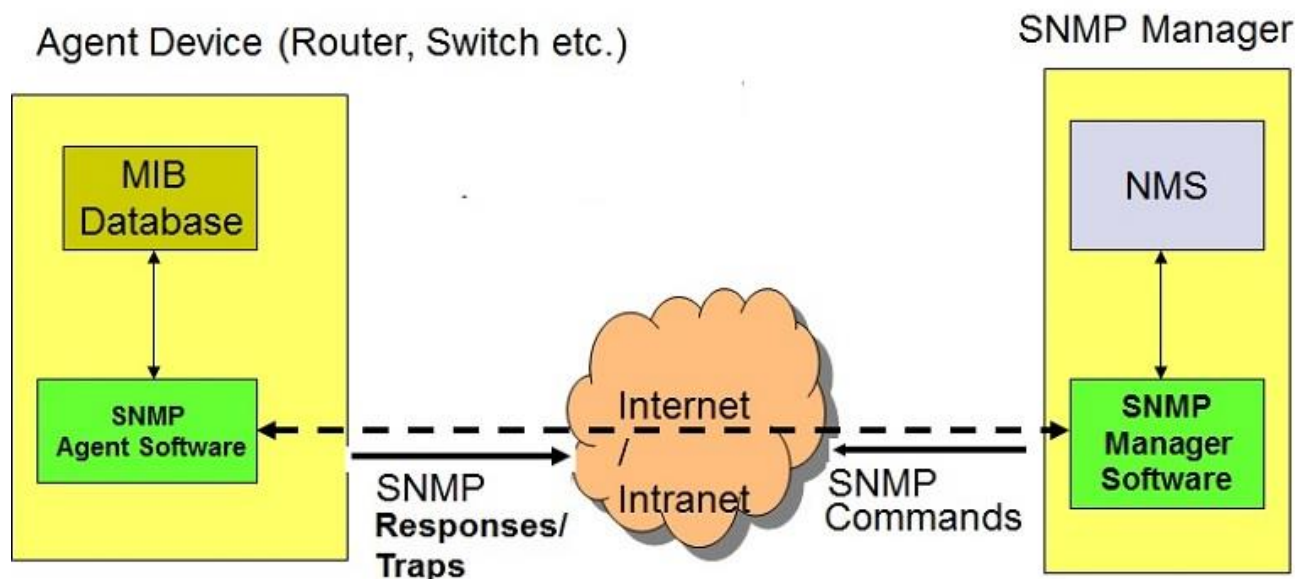 Agent Device (Router, Switch etc.)
SNMP Manager
MIB
Database
NMS
SNMP
Agent Software
Internet
/
Intranet
SNMP
Manager
Software
SNMP
Responses/
Traps
SNMP
Commands